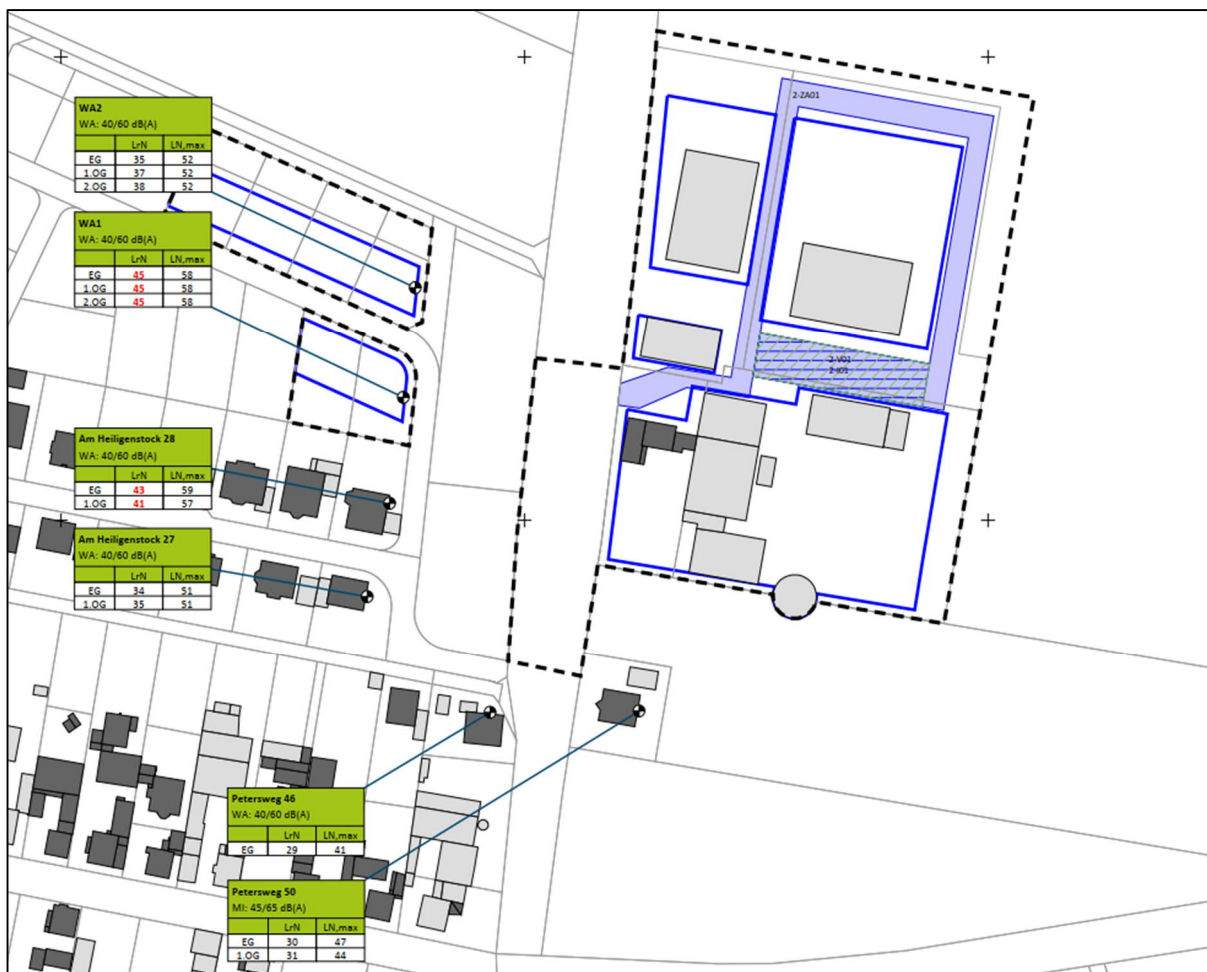 2-ZA01
WA2
WA: 40/60 dB(A)
LrN LN,max
EG 35 52
1.OG 37 52
2.OG 38 52
WA1
WA: 40/60 dB(A)
LrN LN,max
EG 45 58
1.OG 45 58
2.OG 45 58
2-V01
2-I01
Am Heiligenstock 28
WA: 40/60 dB(A)
LrN LN,max
EG 43 59
1.OG 41 57
Am Heiligenstock 27
WA: 40/60 dB(A)
LrN LN,max
EG 34 51
1.OG 35 51
Petersweg 46
WA: 40/60 dB(A)
LrN LN,max
EG 29 41
Petersweg 50
MI: 45/65 dB(A)
LrN LN,max
EG 30 47
1.OG 31 44